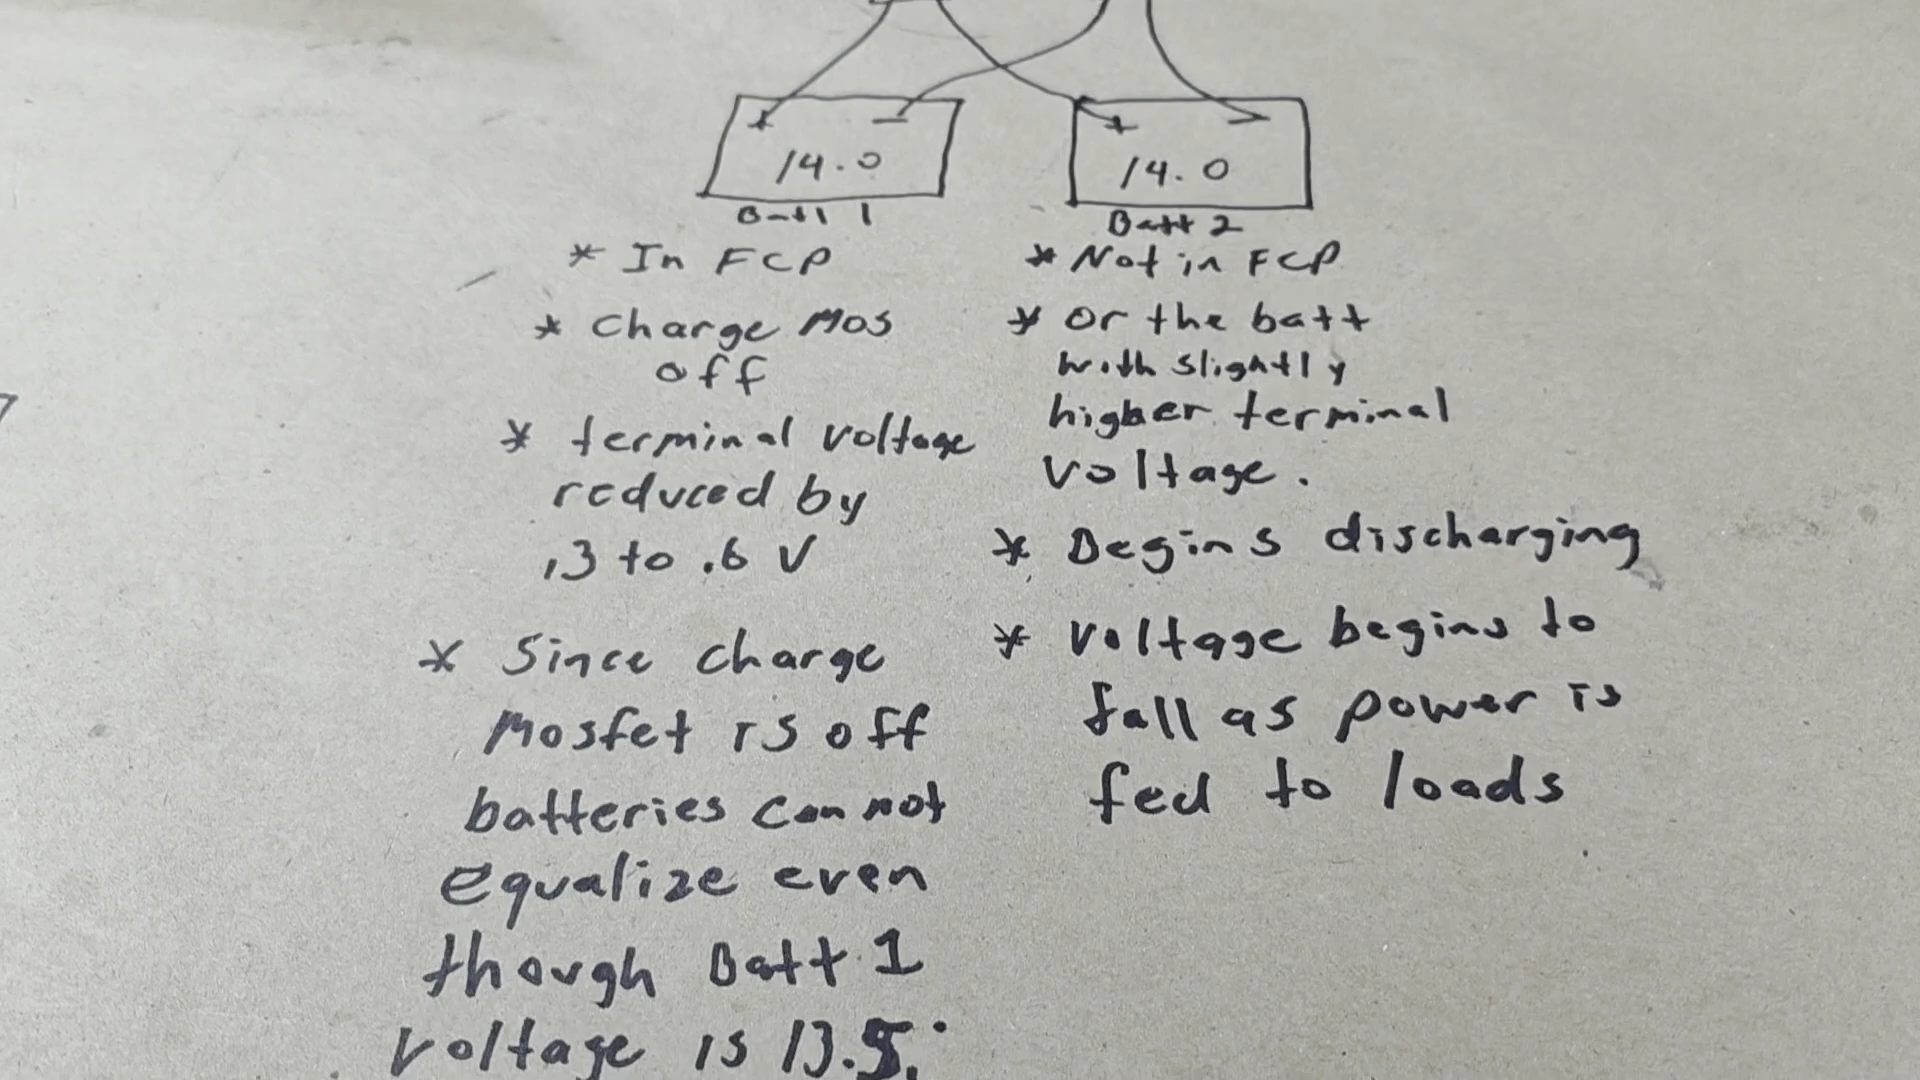 + -
14.0
Batt 1
* In FCP
* Charge Mos
off
* terminal voltage
reduced by
.3 to .6 V
* Since charge
Mosfet is off
batteries can not
equalize even
though Batt 1
voltage is 13.5.
+ -
14.0
Batt 2
* Not in FCP
* or the batt
with slightly
higher terminal
voltage.
* Begins discharging
* voltage begins to
fall as power is
fed to loads